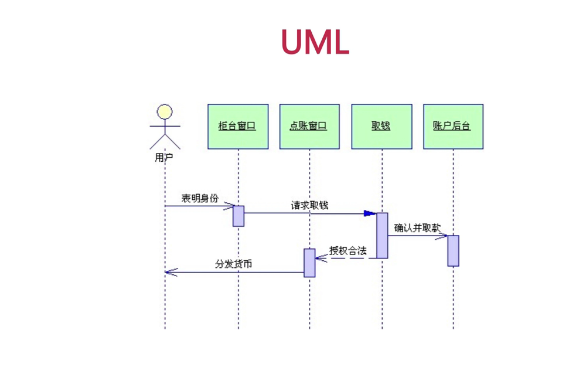 UML
柜台窗口
点账窗口
取钱
账户后台
用户
表明身份
请求取钱
确认并取款
授权合法
分发货币